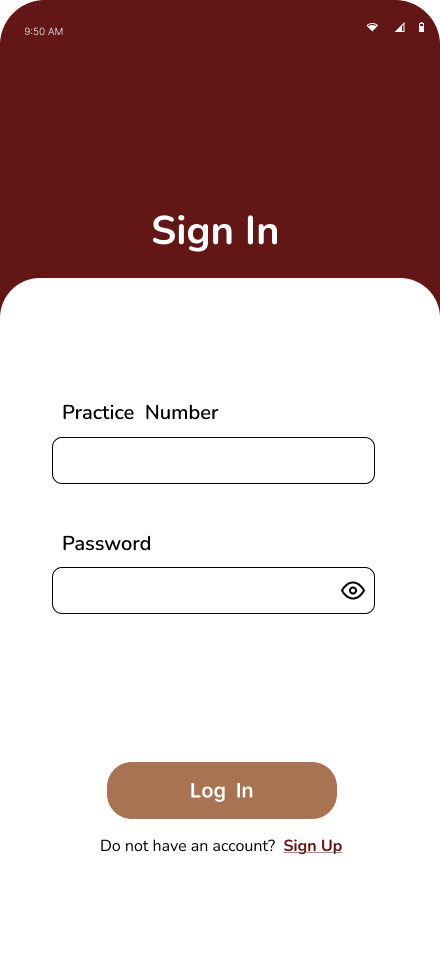 9:50 AM
Sign In
Practice Number
Password
Log In
Do not have an account? Sign Up